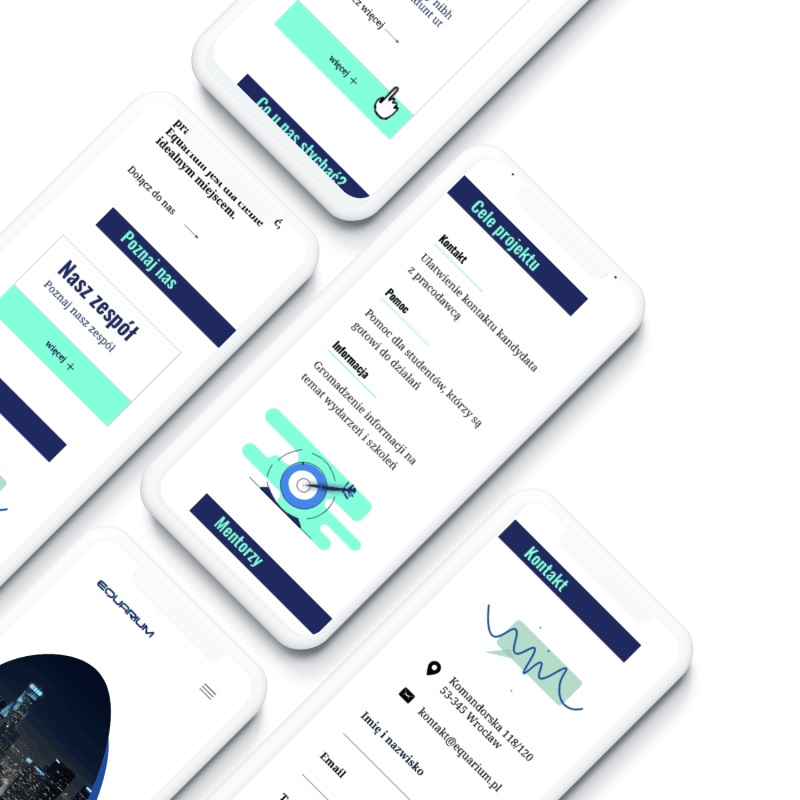 więcej
więcej +
Co u nas słychać?
Equarium jest dla ciebie
idealnym miejscem.
Dołącz do nas
Poznaj nas
Nasz zespół
Poznaj nasz zespół
więcej +
Cele projektu
Kontakt
Ułatwienie kontaktu kandydata
z pracodawcą
Pomoc
Pomoc dla studentów, którzy są
gotowi do działań
Informacja
Gromadzenie informacji na
temat wydarzeń i szkoleń
Mentorzy
EQUARIUM
Kontakt
Komandorska 118/120
53-345 Wrocław
kontakt@equarium.pl
Imię i nazwisko
Email